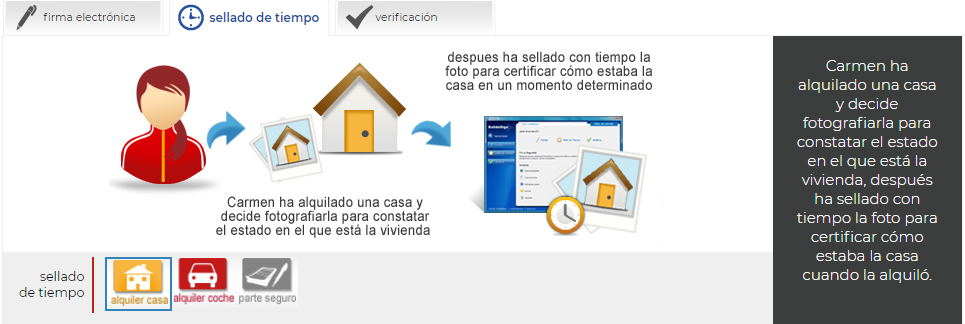 firma electrónica
sellado de tiempo
verificación
despues ha sellado con tiempo la
foto para certificar cómo estaba la
casa en un momento determinado
Carmen ha alquilado una casa y
decide fotografiarla para constatar
el estado en el que está la vivienda
Carmen ha
alquilado una casa
y decide
fotografiarla para
constatar el estado
en el que está la
vivienda, después
ha sellado con
tiempo la foto para
certificar cómo
estaba la casa
cuando la alquiló.
sellado
de tiempo
alquiler casa
alquiler coche
parte seguro